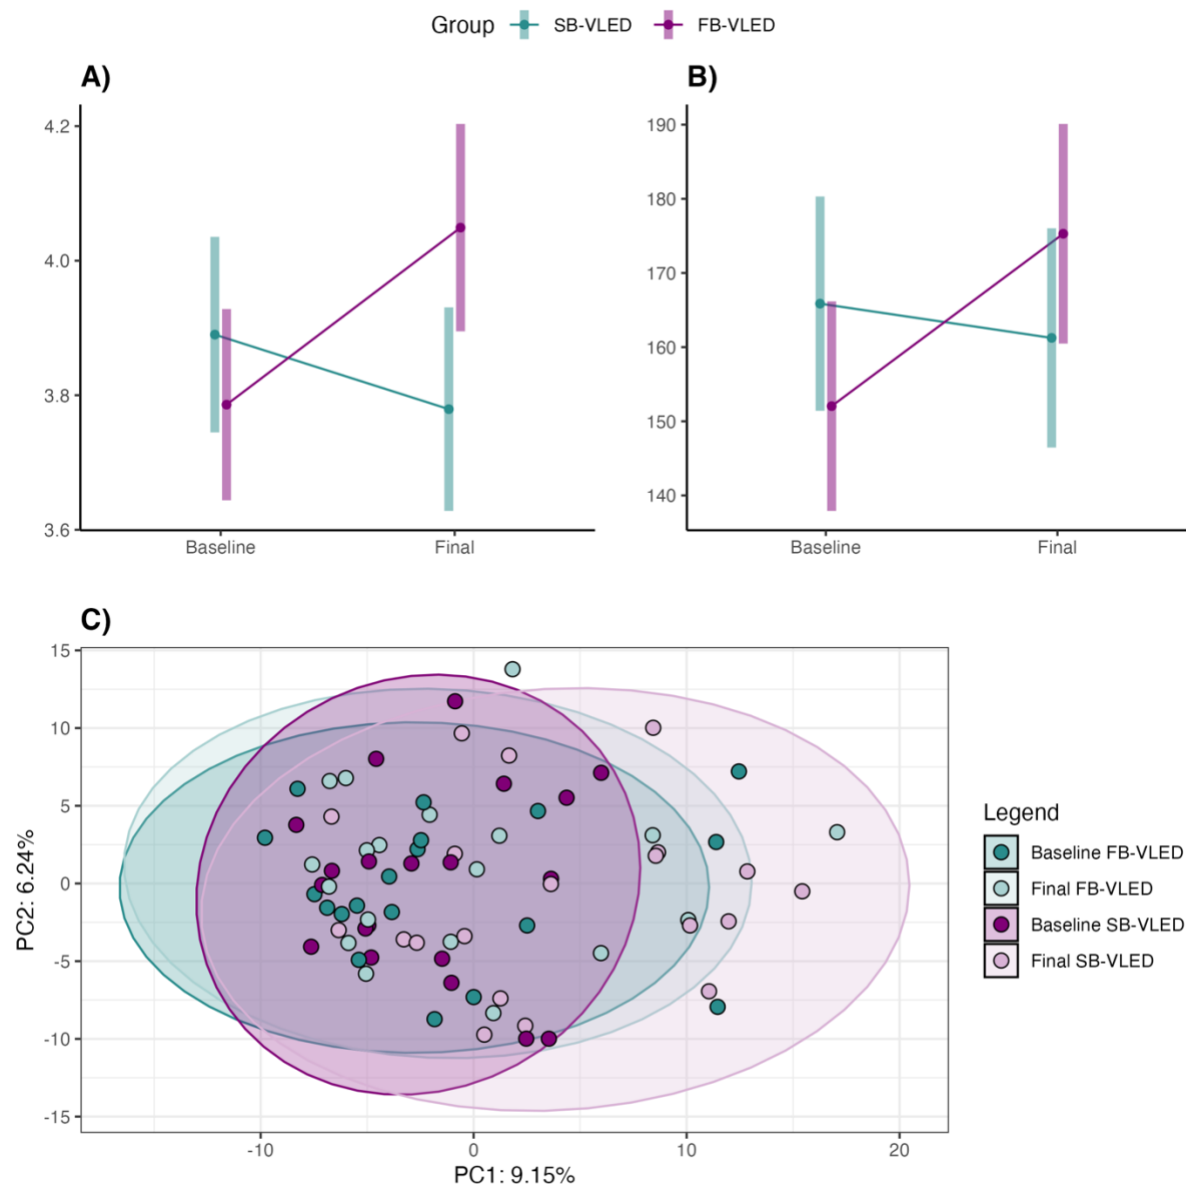 Group SB-VLED FB-VLED
A) B)
4.2
4.0
3.8
3.6
Baseline Final
190
180
170
160
150
140
Baseline Final
C)
15
10
5
0
-5
-10
-15
PC2: 6.24%
-10 0 10 20
PC1: 9.15%
Legend
Baseline FB-VLED
Final FB-VLED
Baseline SB-VLED
Final SB-VLED